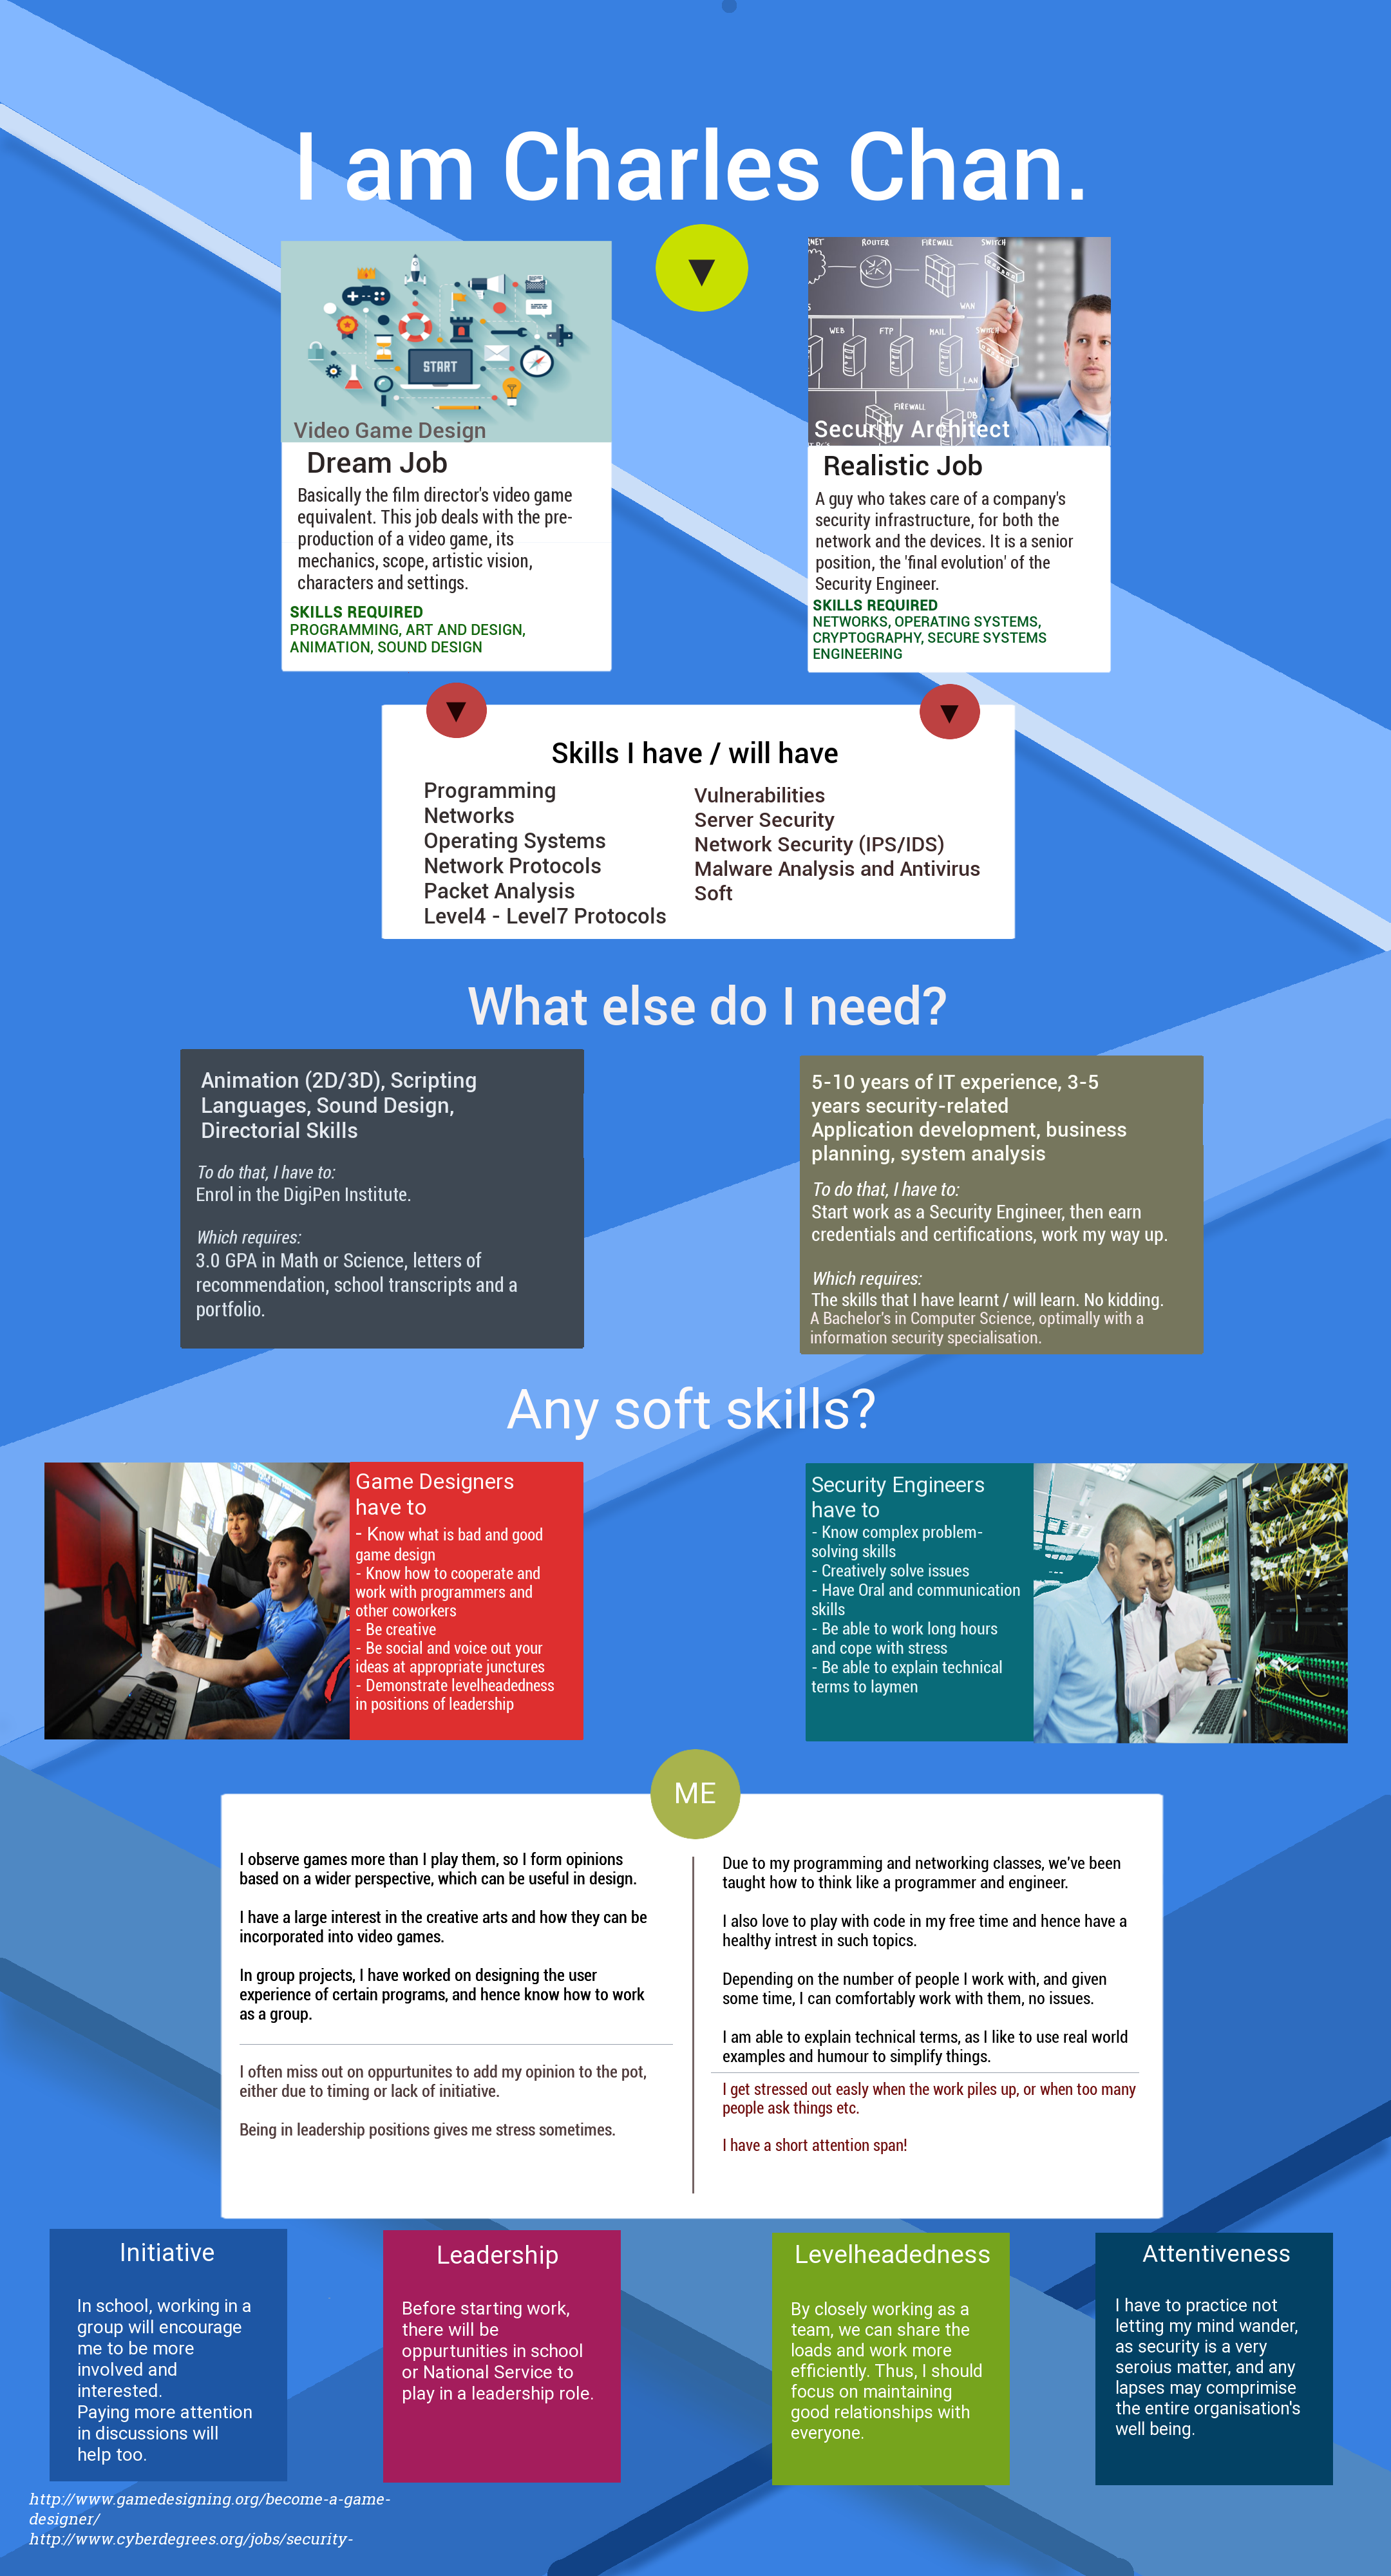 I am Charles Chan.
START
Video Game Design
Dream Job
Basically the film director's video game
equivalent. This job deals with the pre-
production of a video game, its
mechanics, scope, artistic vision,
characters and settings.
SKILLS REQUIRED
PROGRAMMING, ART AND DESIGN,
ANIMATION, SOUND DESIGN
ROUTER
FIREWALL
SWITCH
WAN
WEB
FTP
MAIL
SWITCH
LAN
FIREWALL
DB
Security Architect
Realistic Job
A guy who takes care of a company's
security infrastructure, for both the
network and the devices. It is a senior
position, the 'final evolution' of the
Security Engineer.
SKILLS REQUIRED
NETWORKS, OPERATING SYSTEMS,
CRYPTOGRAPHY, SECURE SYSTEMS
ENGINEERING
Skills I have / will have
Programming
Networks
Operating Systems
Network Protocols
Packet Analysis
Level4 - Level7 Protocols
Vulnerabilities
Server Security
Network Security (IPS/IDS)
Malware Analysis and Antivirus
Soft
What else do I need?
Animation (2D/3D), Scripting
Languages, Sound Design,
Directorial Skills
To do that, I have to:
Enrol in the DigiPen Institute.
Which requires:
3.0 GPA in Math or Science, letters of
recommendation, school transcripts and a
portfolio.
5-10 years of IT experience, 3-5
years security-related
Application development, business
planning, system analysis
To do that, I have to:
Start work as a Security Engineer, then earn
credentials and certifications, work my way up.
Which requires:
The skills that I have learnt / will learn. No kidding.
A Bachelor's in Computer Science, optimally with a
information security specialisation.
Any soft skills?
Game Designers
have to
- Know what is bad and good
game design
- Know how to cooperate and
work with programmers and
other coworkers
- Be creative
- Be social and voice out your
ideas at appropriate junctures
- Demonstrate levelheadedness
in positions of leadership
Security Engineers
have to
- Know complex problem-
solving skills
- Creatively solve issues
- Have Oral and communication
skills
- Be able to work long hours
and cope with stress
- Be able to explain technical
terms to laymen
ME
I observe games more than I play them, so I form opinions
based on a wider perspective, which can be useful in design.
I have a large interest in the creative arts and how they can be
incorporated into video games.
In group projects, I have worked on designing the user
experience of certain programs, and hence know how to work
as a group.
I often miss out on oppurtunites to add my opinion to the pot,
either due to timing or lack of initiative.
Being in leadership positions gives me stress sometimes.
Due to my programming and networking classes, we've been
taught how to think like a programmer and engineer.
I also love to play with code in my free time and hence have a
healthy intrest in such topics.
Depending on the number of people I work with, and given
some time, I can comfortably work with them, no issues.
I am able to explain technical terms, as I like to use real world
examples and humour to simplify things.
I get stressed out easly when the work piles up, or when too many
people ask things etc.
I have a short attention span!
Initiative
In school, working in a
group will encourage
me to be more
involved and
interested.
Paying more attention
in discussions will
help too.
Leadership
Before starting work,
there will be
oppurtunities in school
or National Service to
play in a leadership role.
Levelheadedness
By closely working as a
team, we can share the
loads and work more
efficiently. Thus, I should
focus on maintaining
good relationships with
everyone.
Attentiveness
I have to practice not
letting my mind wander,
as security is a very
seroius matter, and any
lapses may comprimise
the entire organisation's
well being.
http://www.gamedesigning.org/become-a-game-
designer/
http://www.cyberdegrees.org/jobs/security-